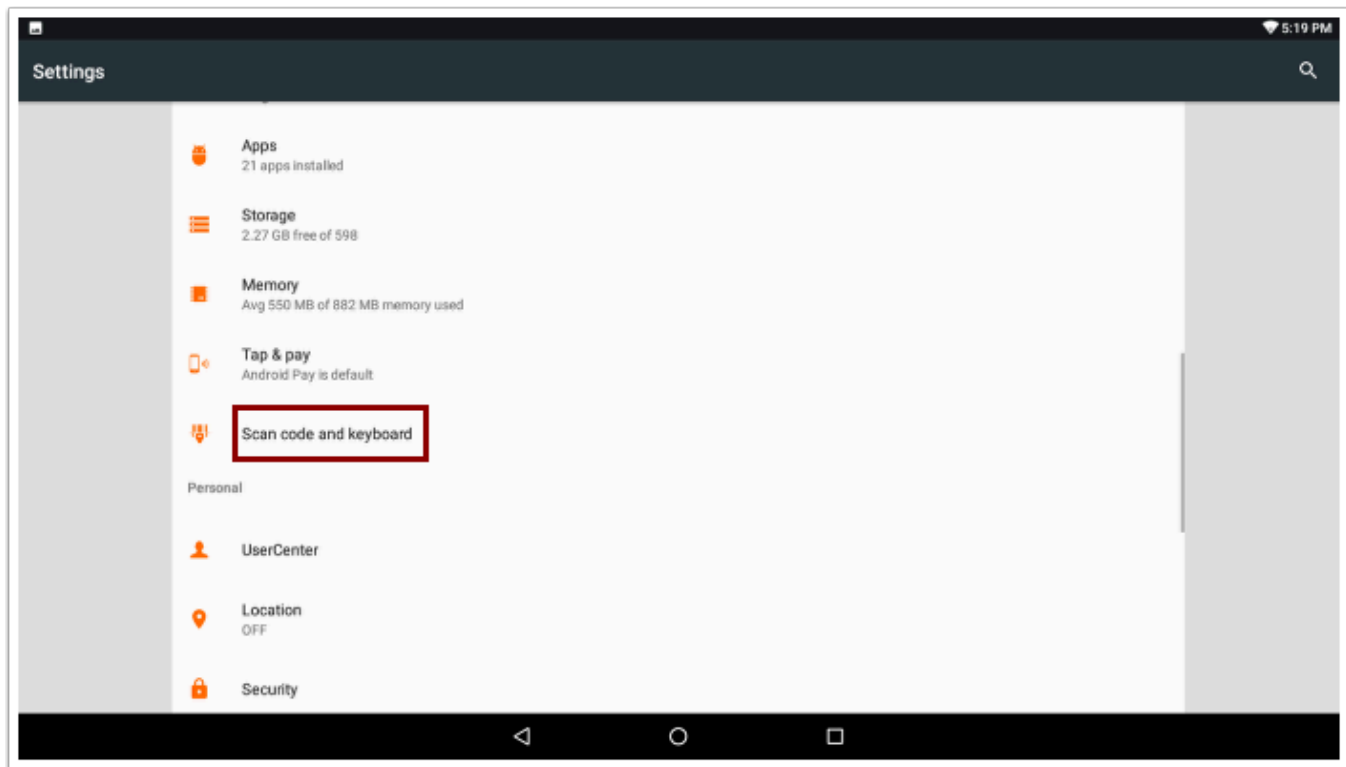 5:19 PM
Settings
Apps
21 apps installed
Storage
2.27 GB free of 598
Memory
Avg 550 MB of 882 MB memory used
Tap & pay
Android Pay is default
Scan code and keyboard
Personal
UserCenter
Location
OFF
Security